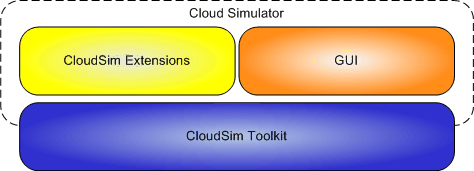 Cloud Simulator
CloudSim Extensions
GUI
CloudSim Toolkit